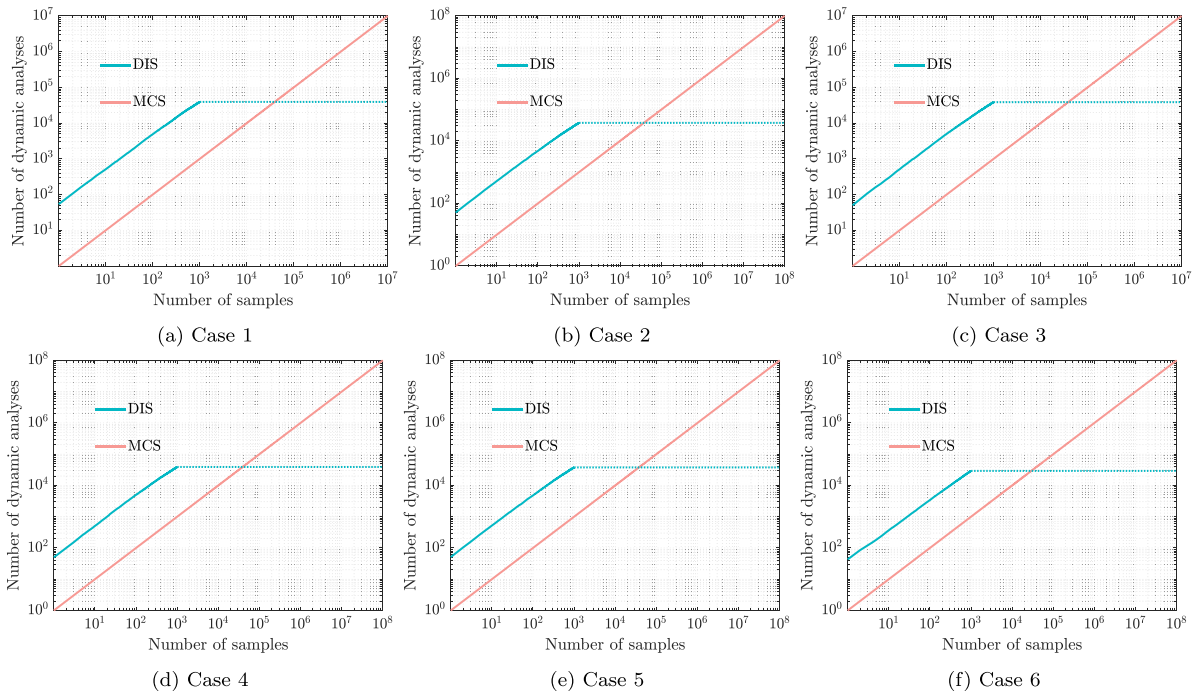 Number of dynamic analyses
10^7
10^6
10^5
10^4
10^3
10^2
10^1
DIS
MCS
10^1 10^2 10^3 10^4 10^5 10^6 10^7
Number of samples
(a) Case 1
Number of dynamic analyses
10^8
10^6
10^4
10^2
10^0
DIS
MCS
10^1 10^2 10^3 10^4 10^5 10^6 10^7 10^8
Number of samples
(b) Case 2
Number of dynamic analyses
10^7
10^6
10^5
10^4
10^3
10^2
10^1
DIS
MCS
10^1 10^2 10^3 10^4 10^5 10^6 10^7
Number of samples
(c) Case 3
Number of dynamic analyses
10^8
10^6
10^4
10^2
10^0
DIS
MCS
10^1 10^2 10^3 10^4 10^5 10^6 10^7 10^8
Number of samples
(d) Case 4
Number of dynamic analyses
10^8
10^6
10^4
10^2
10^0
DIS
MCS
10^1 10^2 10^3 10^4 10^5 10^6 10^7 10^8
Number of samples
(e) Case 5
Number of dynamic analyses
10^8
10^6
10^4
10^2
10^0
DIS
MCS
10^1 10^2 10^3 10^4 10^5 10^6 10^7 10^8
Number of samples
(f) Case 6